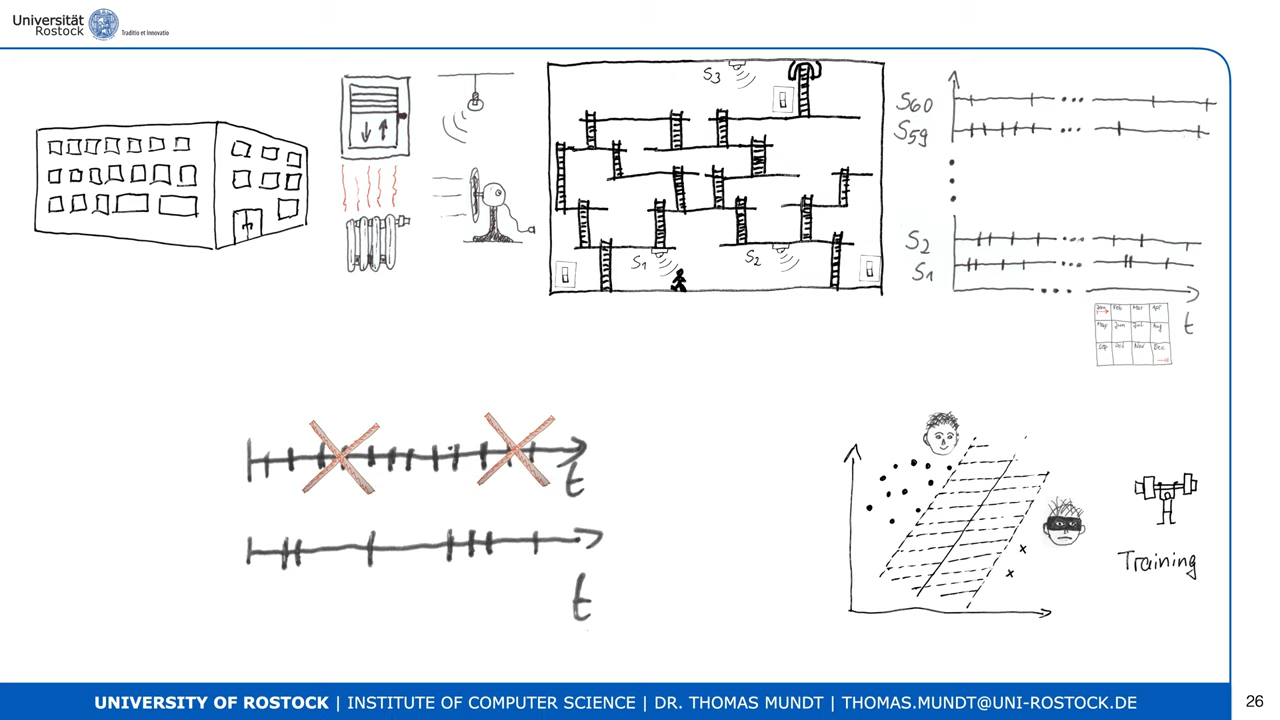 Universität
Rostock
Traditio et Innovatio
S3
S1
S2
S60
S59
S2
S1
t
Jan Feb Mar Apr
May Jun Jul Aug
Sep Oct Nov Dec
t
t
Training
UNIVERSITY OF ROSTOCK | INSTITUTE OF COMPUTER SCIENCE | DR. THOMAS MUNDT | THOMAS.MUNDT@UNI-ROSTOCK.DE
26